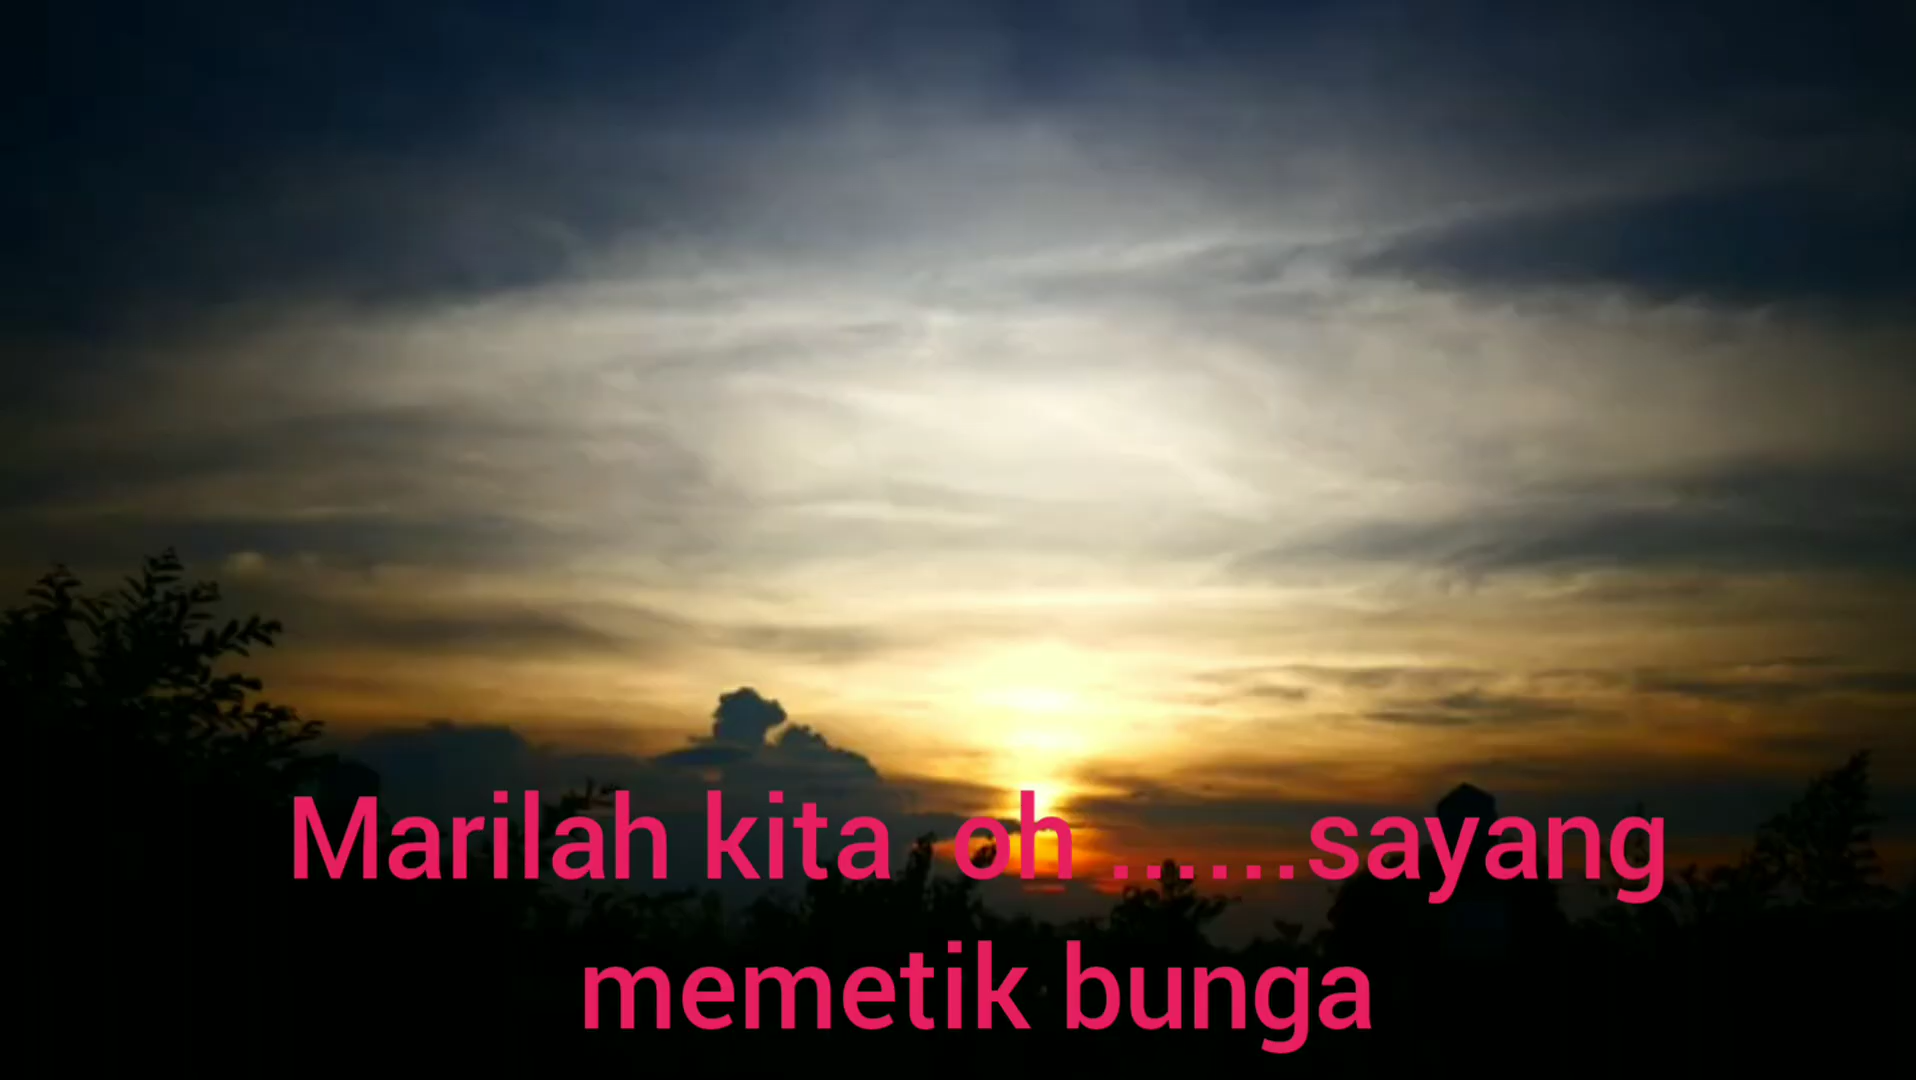 Marilah kita  oh ......sayang
memetik bunga